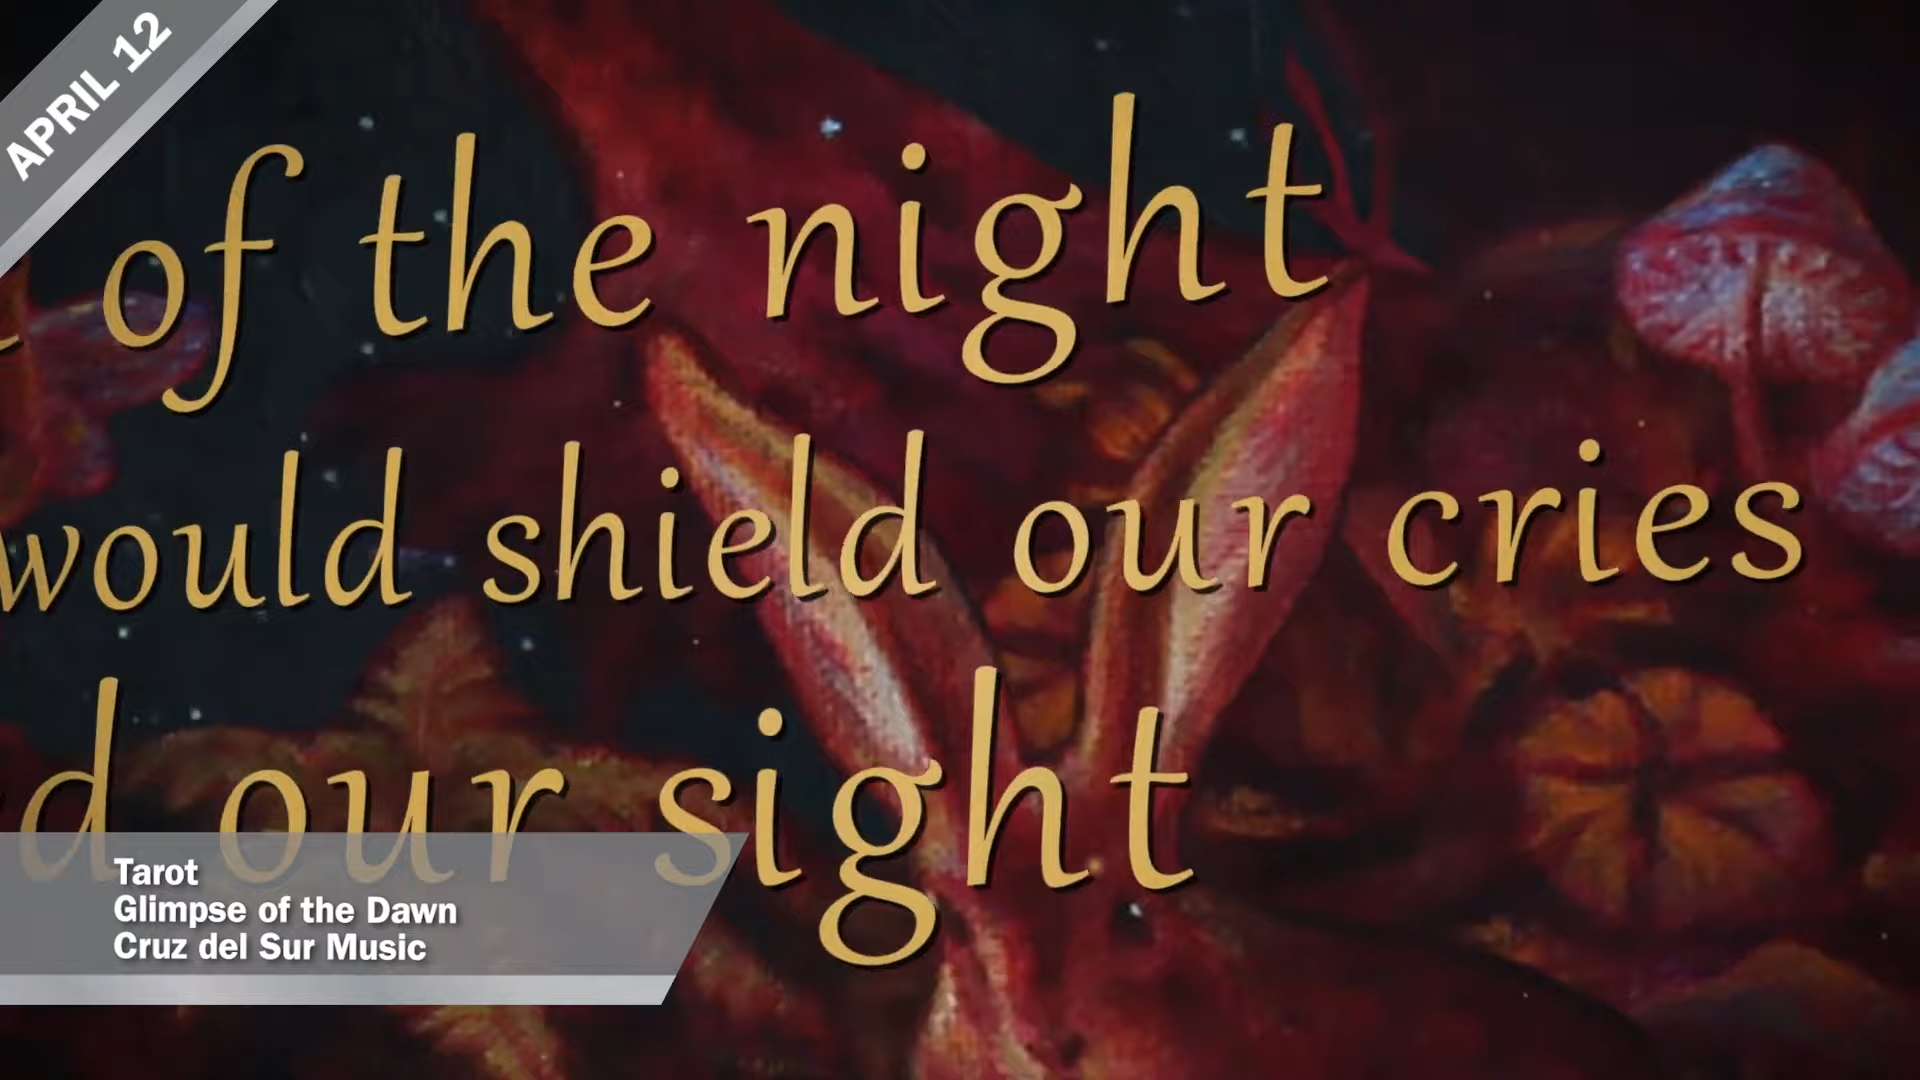 APRIL 12
of the night
would shield our cries
our sight
Tarot
Glimpse of the Dawn
Cruz del Sur Music